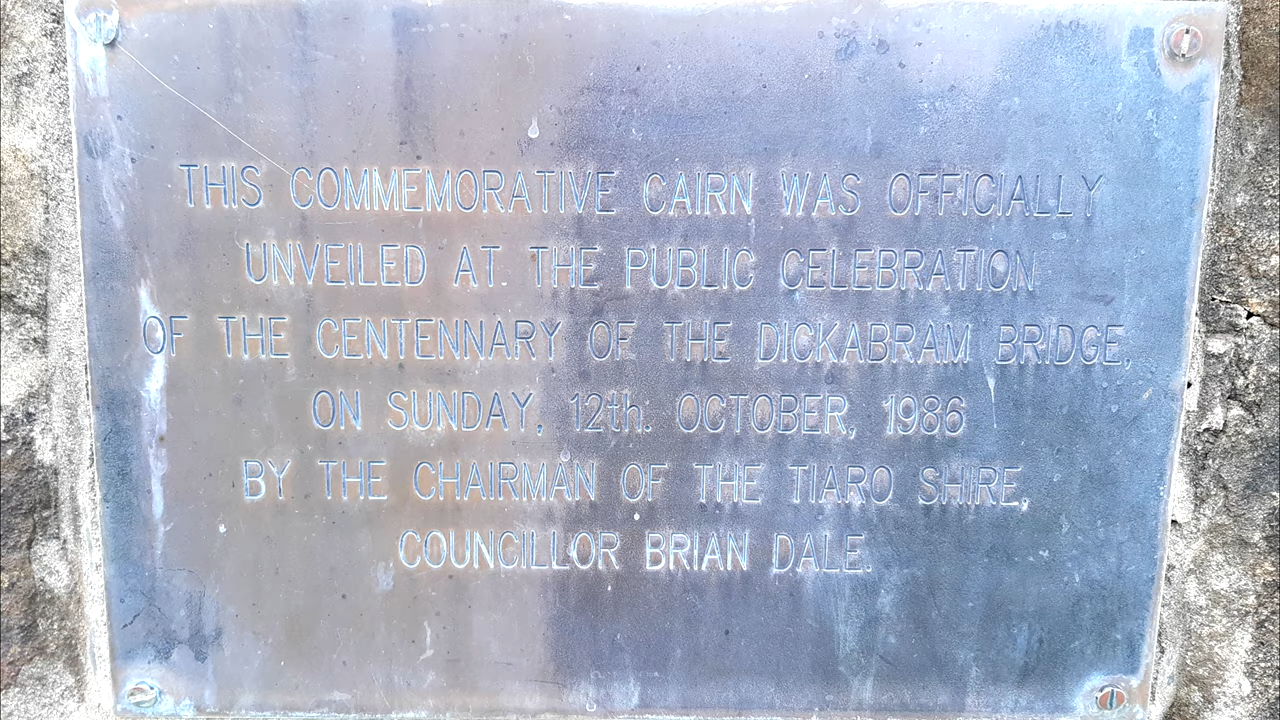 THIS COMMEMORATIVE CAIRN WAS OFFICIALLY
UNVEILED AT THE PUBLIC CELEBRATION
OF THE CENTENNARY OF THE DICKABRAM BRIDGE,
ON SUNDAY, 12th. OCTOBER, 1986
BY THE CHAIRMAN OF THE TIARO SHIRE,
COUNCILLOR BRIAN DALE.